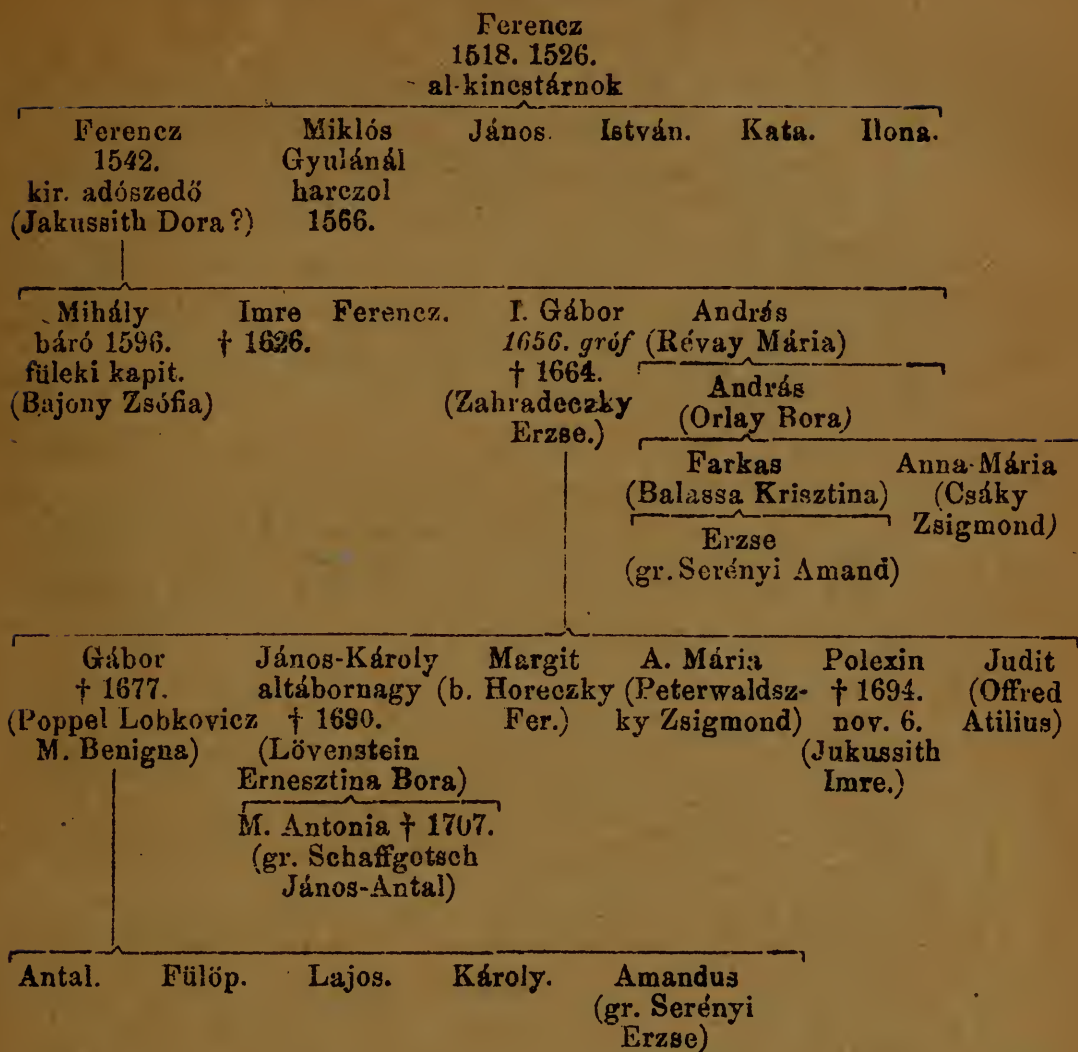 Ferencz
1518. 1526.
al-kincstárnok
Ferencz Miklós János. István. Kata. Ilona.
1542. Gyulánál
kir. adószedő harczol
(Jakussith Dora?) 1566.
Mihály Imre Ferencz. I. Gábor András
báró 1596. † 1626. 1656. gróf (Révay Mária)
füleki kapit. † 1664. András
(Bajony Zsófia) (Zahradeczky (Orlay Bora)
Erzse.)
Farkas Anna-Mária
(Balassa Krisztina) (Csáky
Erzse Zsigmond)
(gr. Serényi Amand)
Gábor János-Károly Margit A. Mária Polexin Judit
† 1677. altábornagy (b. Horeczky (Peterwaldsz- † 1694. (Offred
(Poppel Lobkovicz † 1690. Fer.) ky Zsigmond) nov. 6. Atilius)
M. Benigna) (Lövenstein (Jukussith
Ernesztina Bora) Imre.)
M. Antonia † 1707.
(gr. Schaffgotsch
János-Antal)
Antal. Fülöp. Lajos. Károly. Amandus
(gr. Serényi
Erzse)